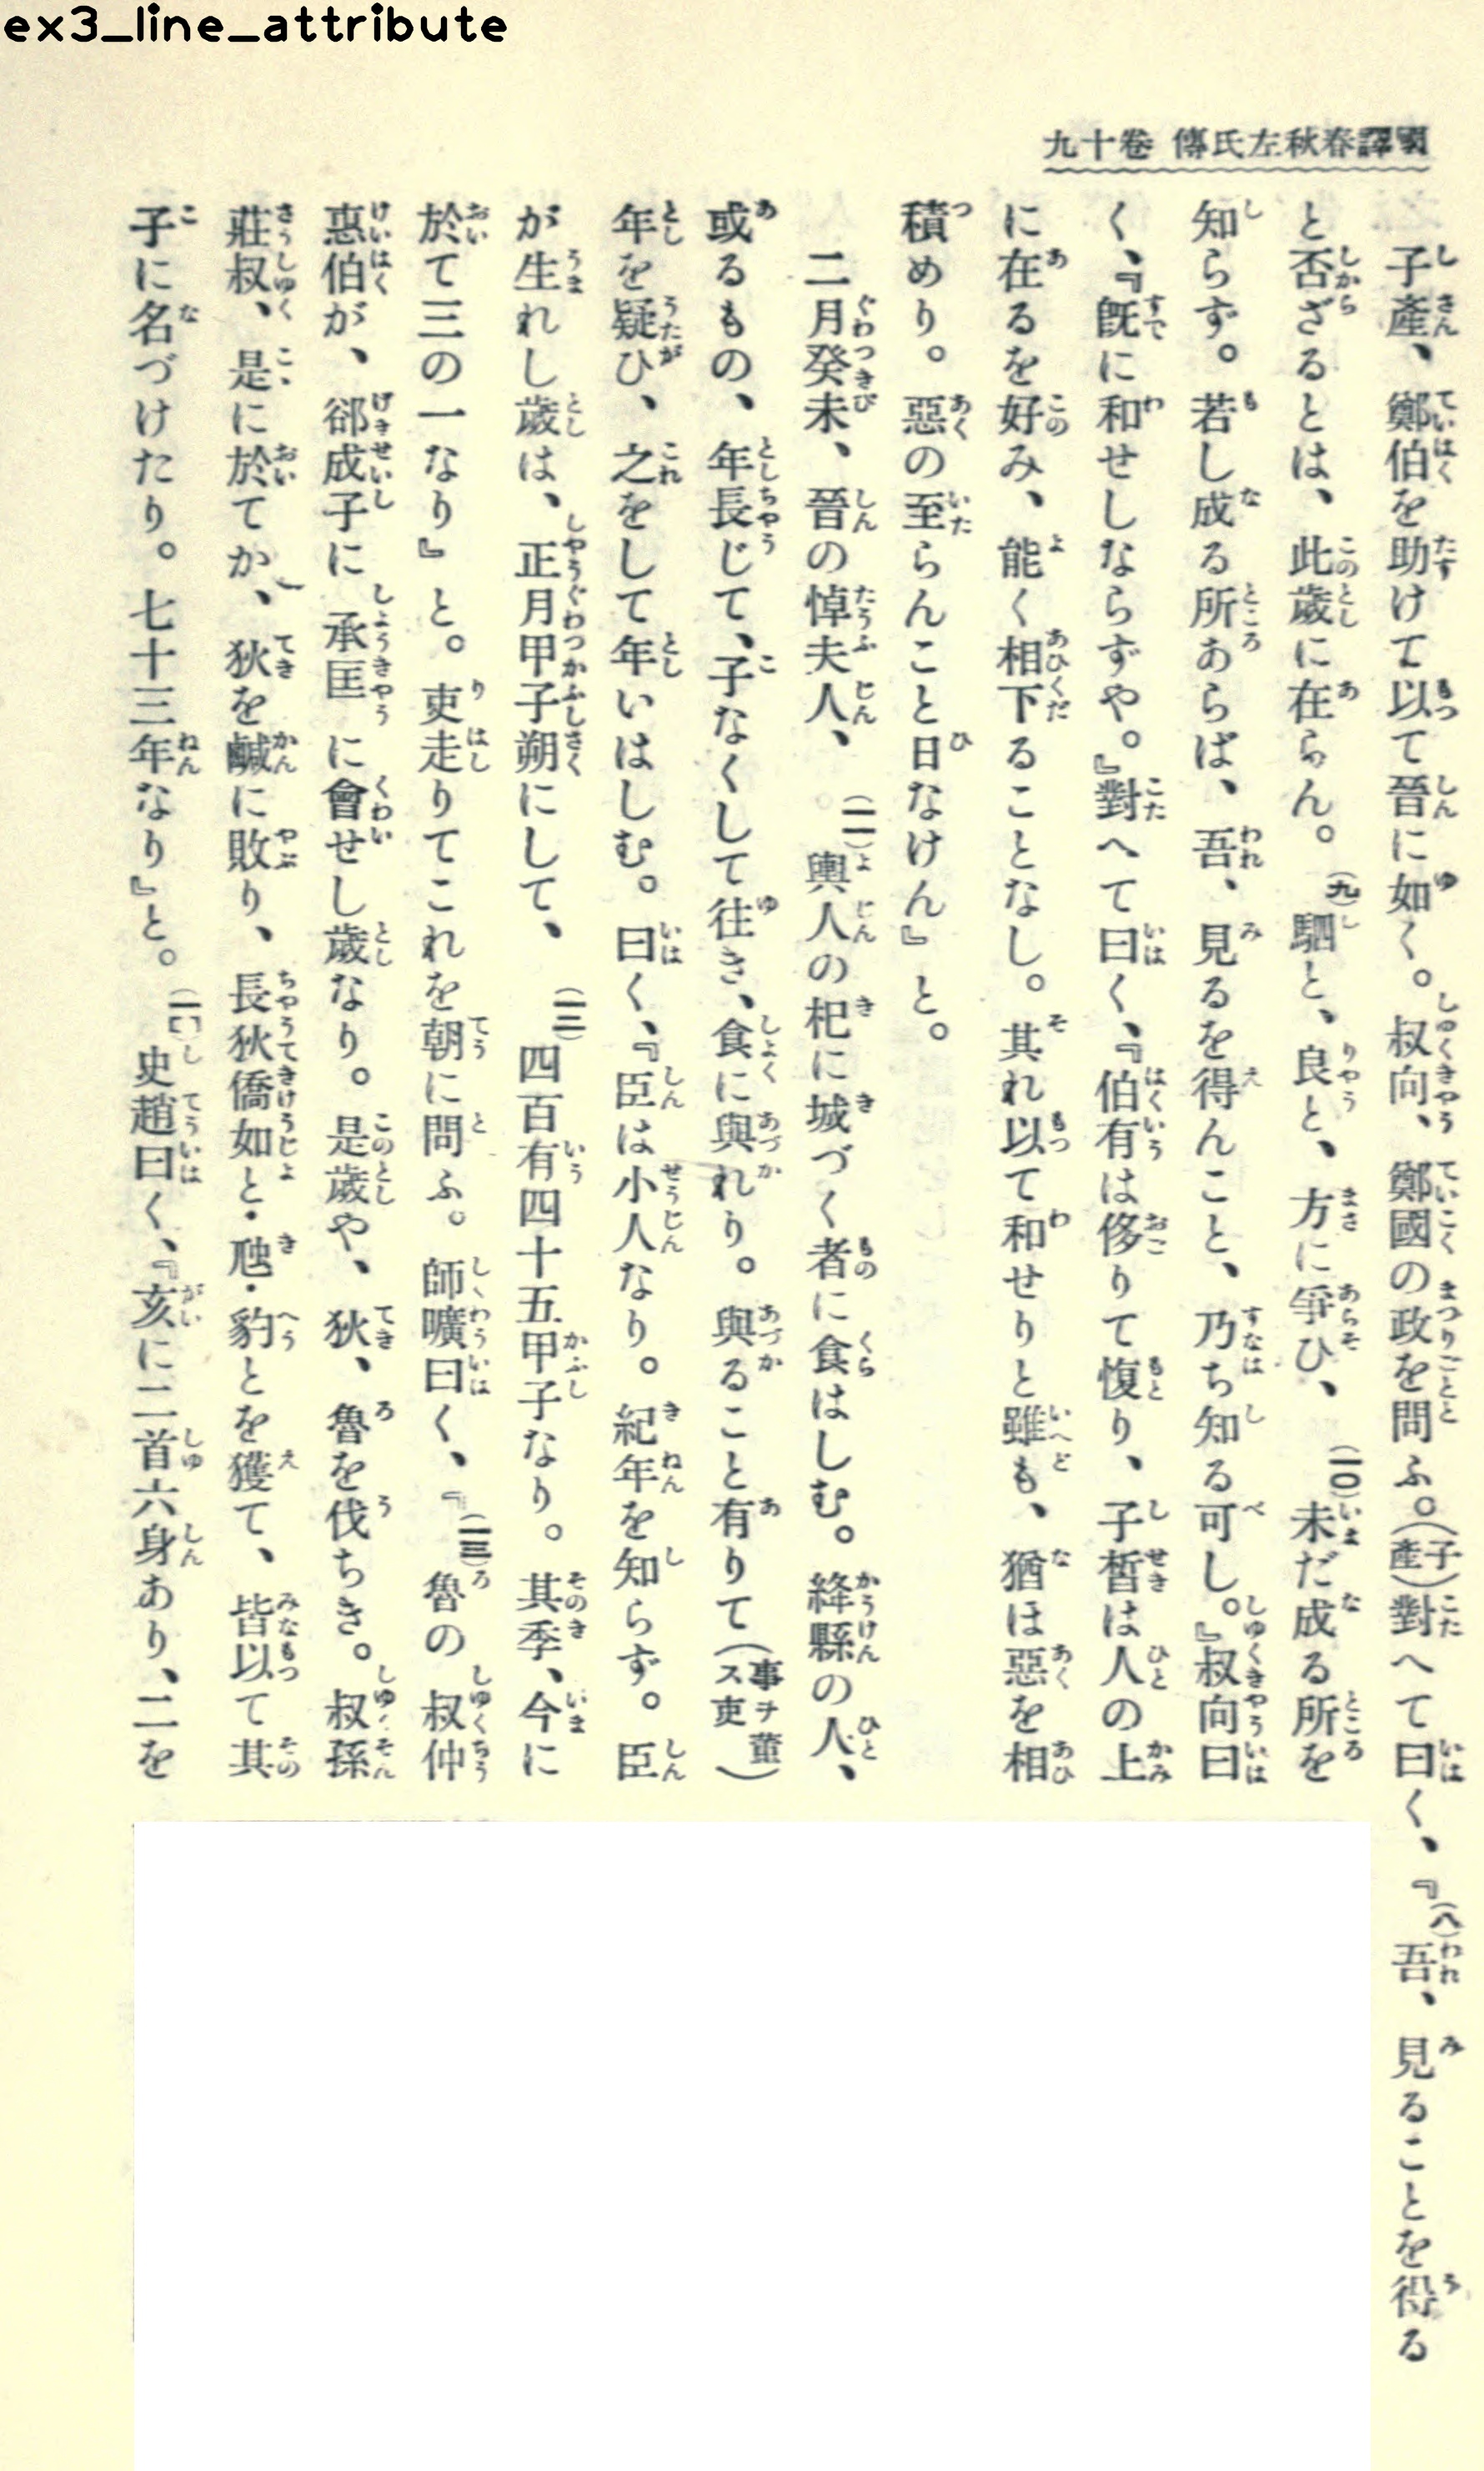 ex3_line_attribute
國譯春秋左氏傳 卷十九
子產、鄭伯を助けて以て晉に如く。叔向、鄭國の政を問ふ。(子產)對へて曰く、『(八)吾、見ることを得る
と否ざるとは、此歲に在らん。(九)駟と、良と、方に爭ひ、(一〇)未だ成る所を
知らず。若し成る所あらば、吾、見るを得んこと、乃ち知る可し。』叔向曰
く、『既に和せしならずや。』對へて曰く、『伯有は侈りて愎り、子晳は人の上
に在るを好み、能く相下ることなし。其れ以て和せりと雖も、猶ほ惡を相
積めり。惡の至らんこと日なけん』と。
二月癸未、晉の悼夫人、(一一)輿人の杞に城づく者に食はしむ。絳縣の人、
或るもの、年長じて、子なくして往き、食に與れり。與ること有りて(事ヲ董ス吏)
年を疑ひ、之をして年いはしむ。曰く、『臣は小人なり。紀年を知らず。臣
が生れし歲は、正月甲子朔にして、(一二)四百有四十五甲子なり。其季、今に
於て三の一なり』と。吏走りてこれを朝に問ふ。師曠曰く、『(一三)魯の叔仲
惠伯が、郤成子に承匡に會せし歲なり。是歲や、狄、魯を伐ちき。叔孫
莊叔、是に於てか、狄を鹹に敗り、長狄僑如と・虺・豹とを獲て、皆以て其
子に名づけたり。七十三年なり』と。史趙曰く、『亥に二首六身あり、二を